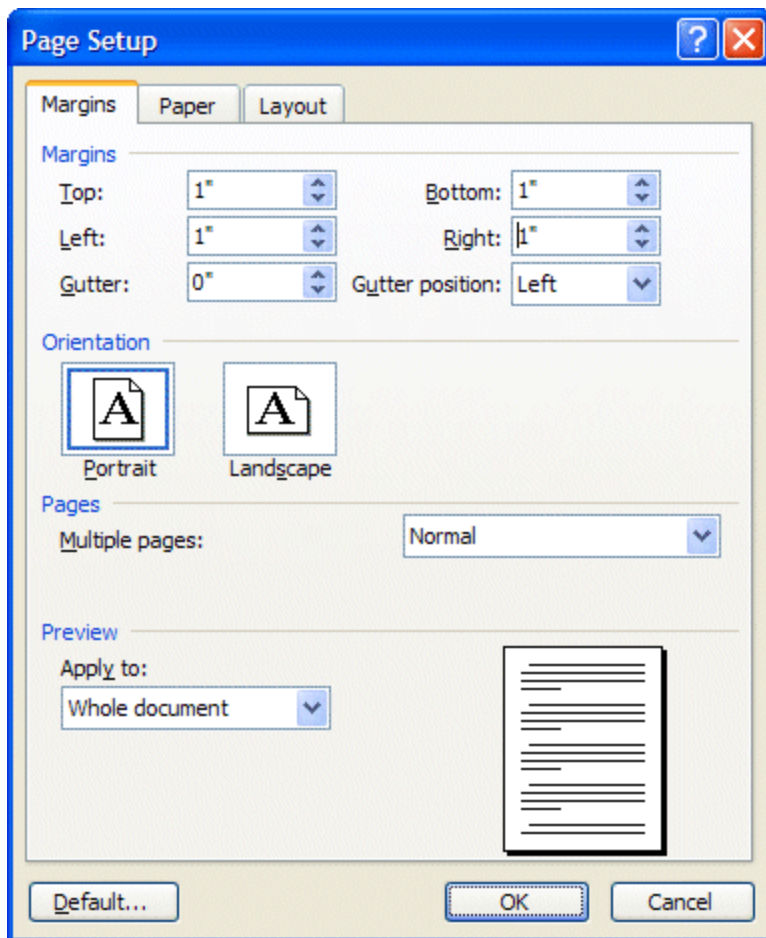 Page Setup ?
Margins Paper Layout
Margins
Top: 1" Bottom: 1"
Left: 1" Right: 1"
Gutter: 0" Gutter position: Left
Orientation
A A
Portrait Landscape
Pages
Multiple pages: Normal
Preview
Apply to:
Whole document
Default... OK Cancel